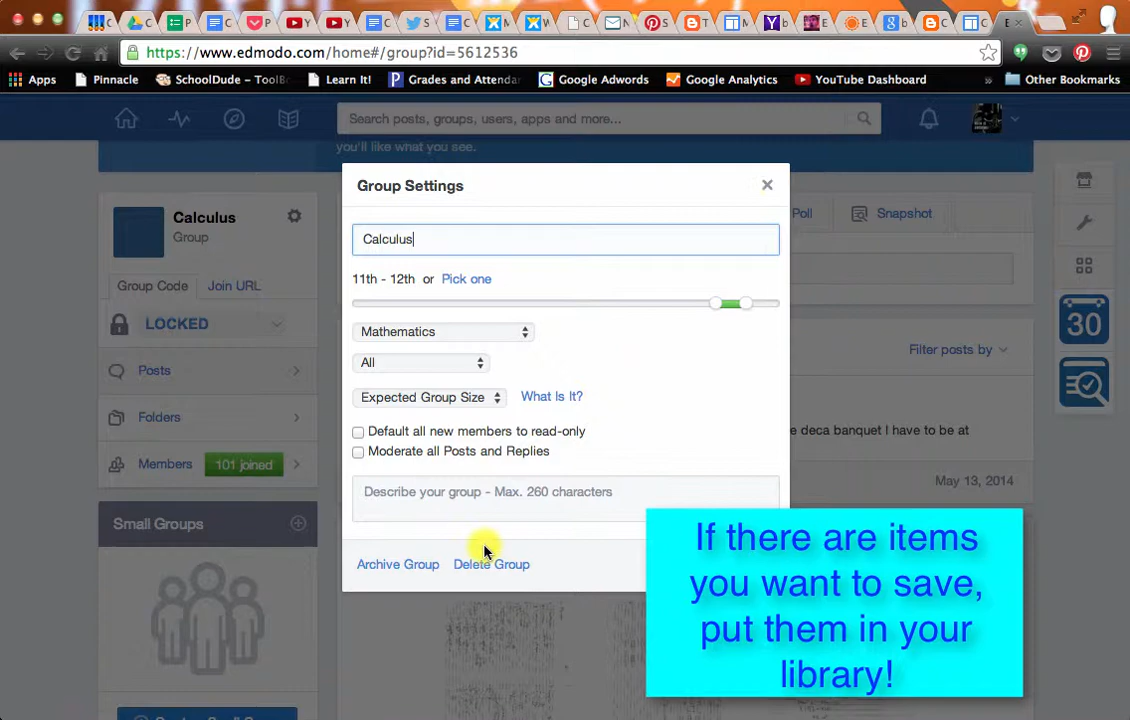 https://www.edmodo.com/home#/group?id=5612536
Apps Pinnacle SchoolDude – ToolBo Learn It! Grades and Attendan Google Adwords Google Analytics YouTube Dashboard » Other Bookmarks
Search posts, groups, users, apps and more...
you'll like what you see.
Group Settings
Calculus
Group
Calculus
Poll
Snapshot
11th - 12th or Pick one
Group Code Join URL
LOCKED
Mathematics
30
Filter posts by
All
Posts
Expected Group Size What Is It?
Folders
Default all new members to read-only
e deca banquet I have to be at
Moderate all Posts and Replies
Members 101 joined
May 13, 2014
Describe your group - Max. 260 characters
Small Groups
Archive Group Delete Group
If there are items
you want to save,
put them in your
library!